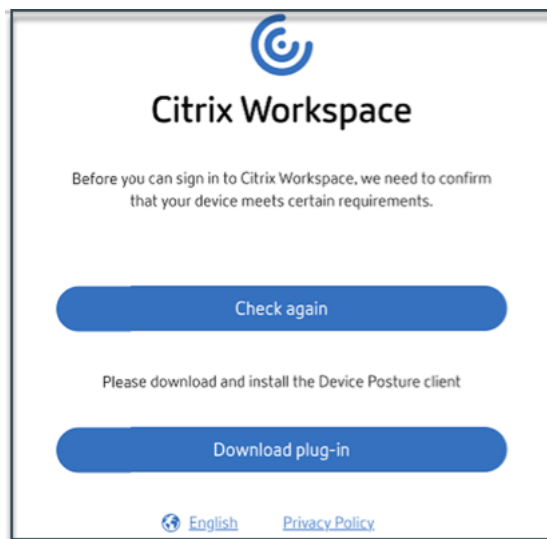 Citrix Workspace
Before you can sign in to Citrix Workspace, we need to confirm
that your device meets certain requirements.
Check again
Please download and install the Device Posture client
Download plug-in
English Privacy Policy